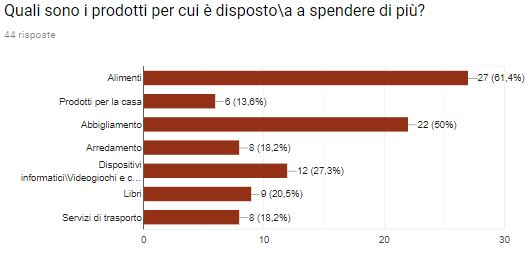 Quali sono i prodotti per cui è disposto\a a spendere di più?
44 risposte
Alimenti 27 (61,4%)
Prodotti per la casa 6 (13,6%)
Abbigliamento 22 (50%)
Arredamento 8 (18,2%)
Dispositivi
informatici\Videogiochi e c... 12 (27,3%)
Libri 9 (20,5%)
Servizi di trasporto 8 (18,2%)
0 10 20 30